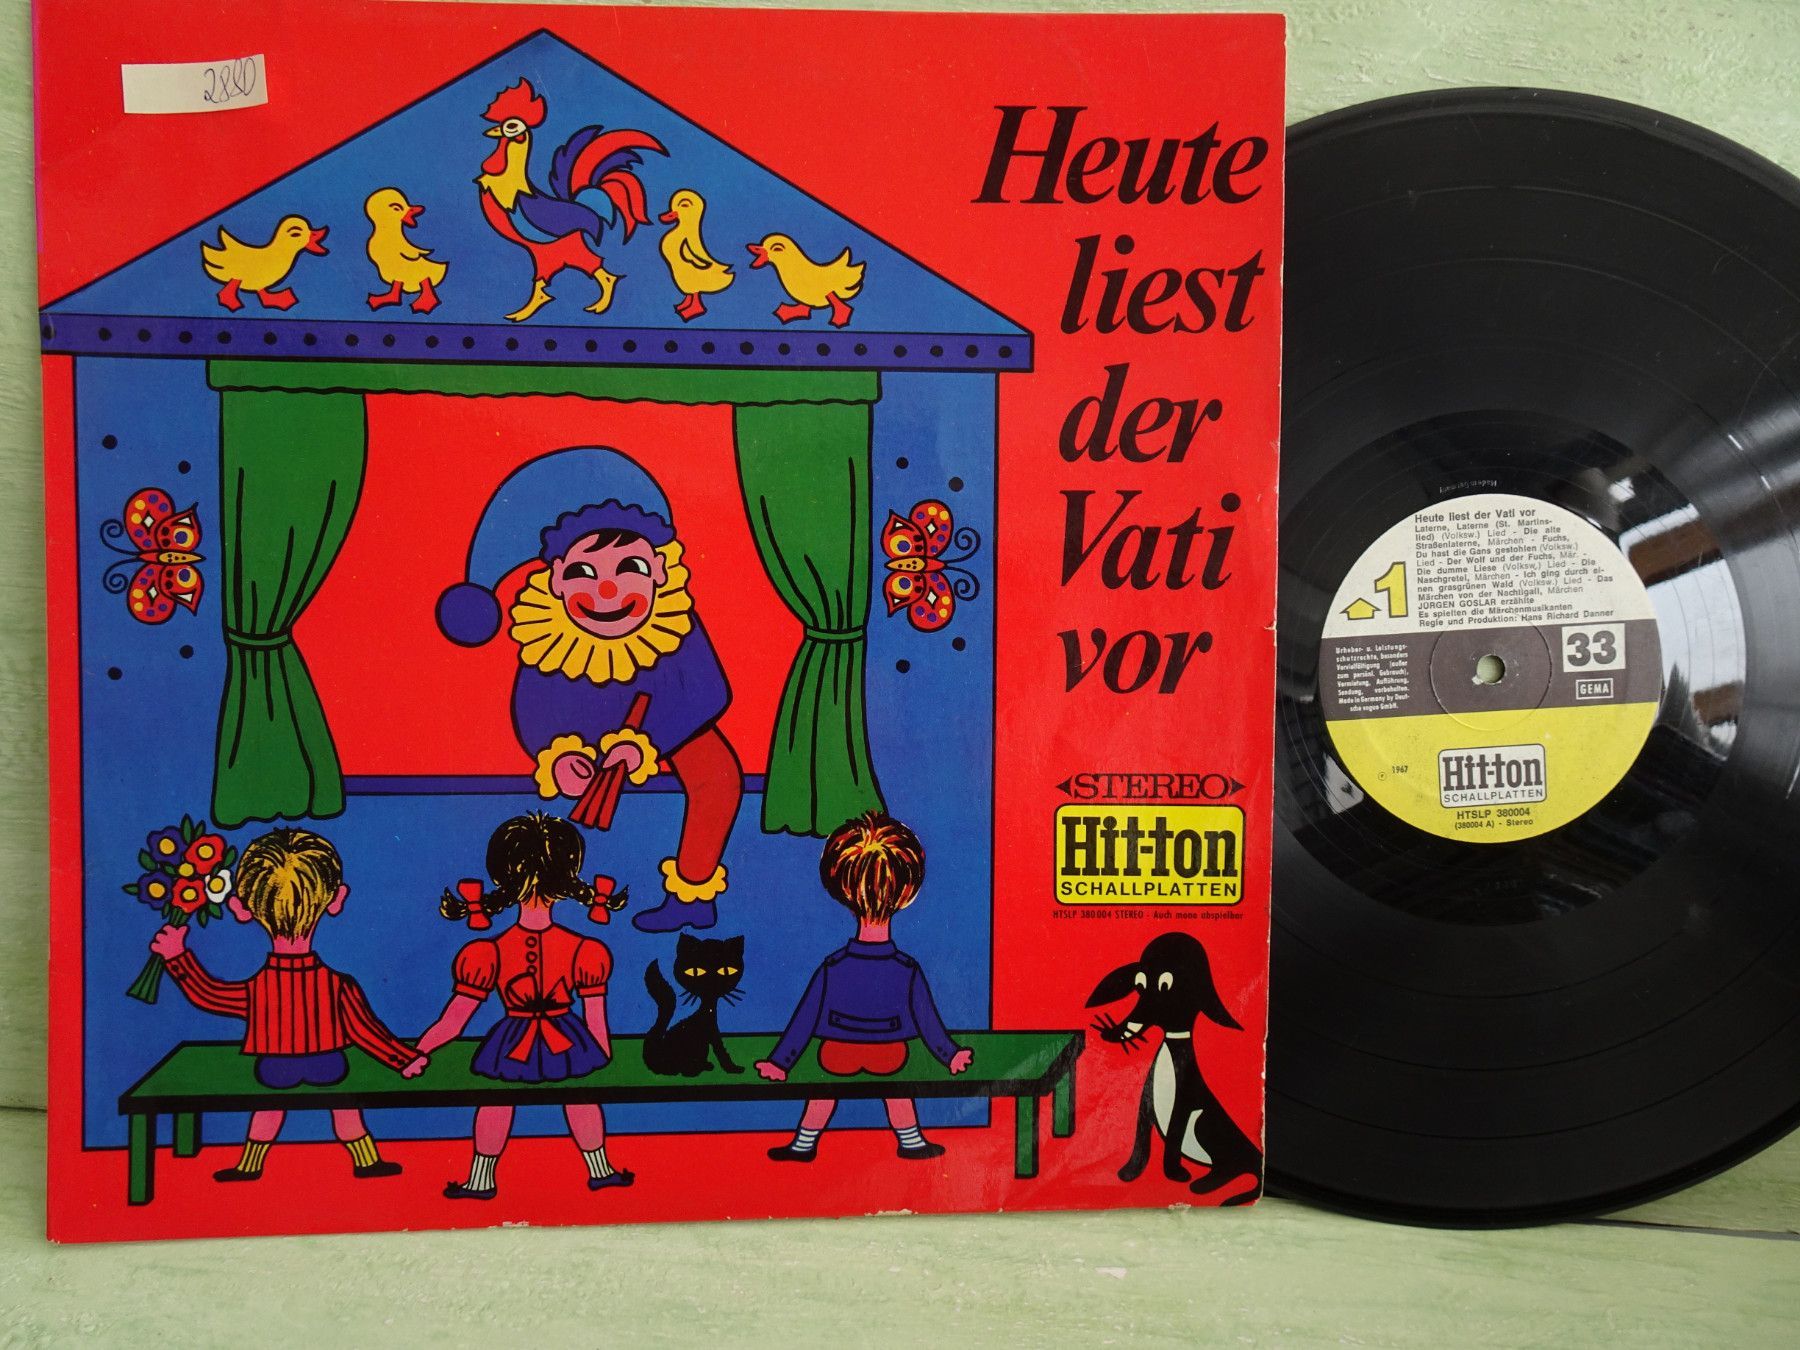 2880
Heute
liest
der
Vati
vor
STEREO
Hit-ton
SCHALLPLATTEN
HTSLP 380 004 STEREO - Auch mono abspielbar
Made in Germany
Heute liest der Vati vor
Laterne, Laterne (St. Martins-
lied) (Volksw.) Lied - Die alte
Straßenlaterne, Märchen - Fuchs,
Du hast die Gans gestohlen (Volksw.)
Lied - Der Wolf und der Fuchs, Mär. -
Die dumme Liese (Volksw.) Lied - Die
Naschgretel, Märchen - Ich ging durch ei-
nen grasgrünen Wald (Volksw.) Lied - Das
Märchen von der Nachtigall, Märchen
JÜRGEN GOSLAR erzählte
Es spielten die Märchenmusikanten
Regie und Produktion: Hans Richard Danner
1
Urheber- u. Leistungs-
schutzrechte, besonders
Vervielfältigung (außer
zum persönl. Gebrauch),
Vermietung, Aufführung,
Sendung, vorbehalten.
Made in Germany by Deut-
sche vogue GmbH.
33
GEMA
℗ 1967
Hit-ton
SCHALLPLATTEN
HTSLP 380004
(380004 A) - Stereo